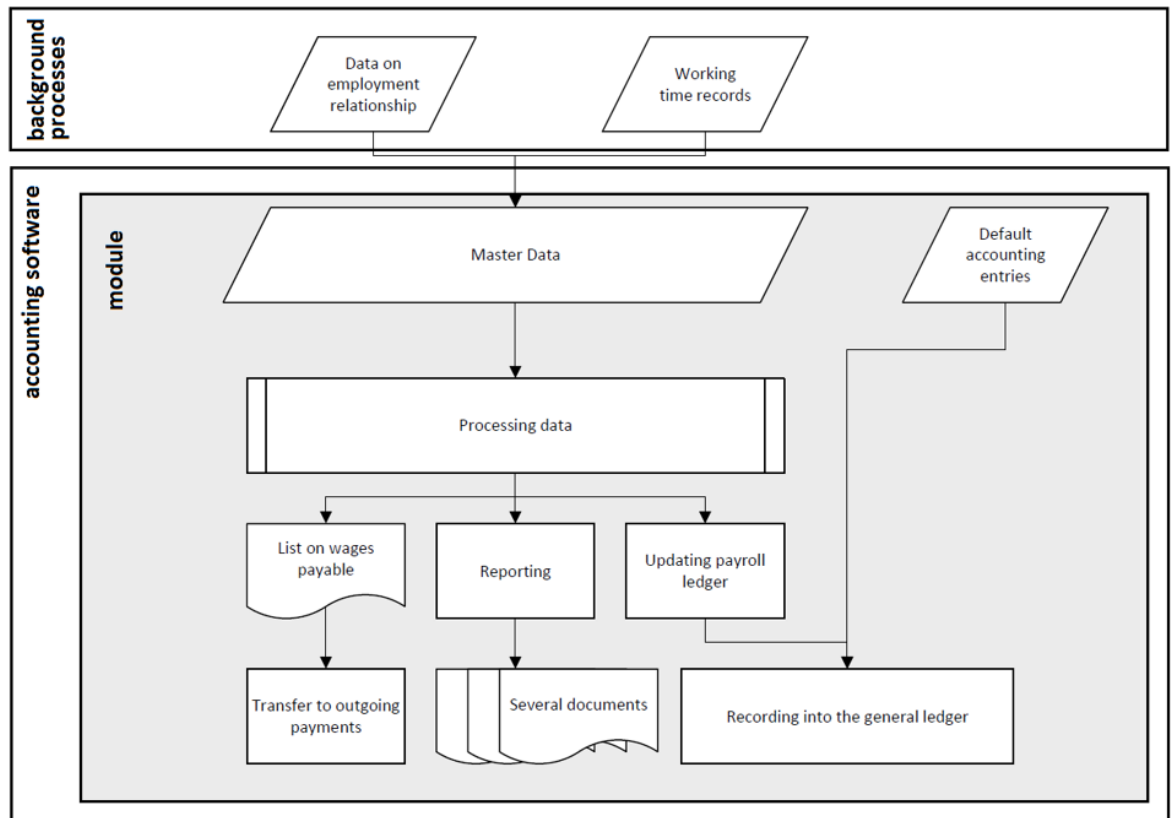 background
processes
Data on
employment
relationship
Working
time records
accounting software
module
Master Data
Default
accounting
entries
Processing data
List on wages
payable
Reporting
Updating payroll
ledger
Transfer to outgoing
payments
Several documents
Recording into the general ledger